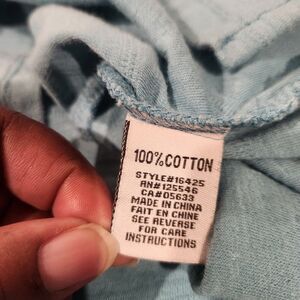 100% COTTON
STYLE#16425
RN#125546
CA#05633
MADE IN CHINA
FAIT EN CHINE
SEE REVERSE
FOR CARE
INSTRUCTIONS